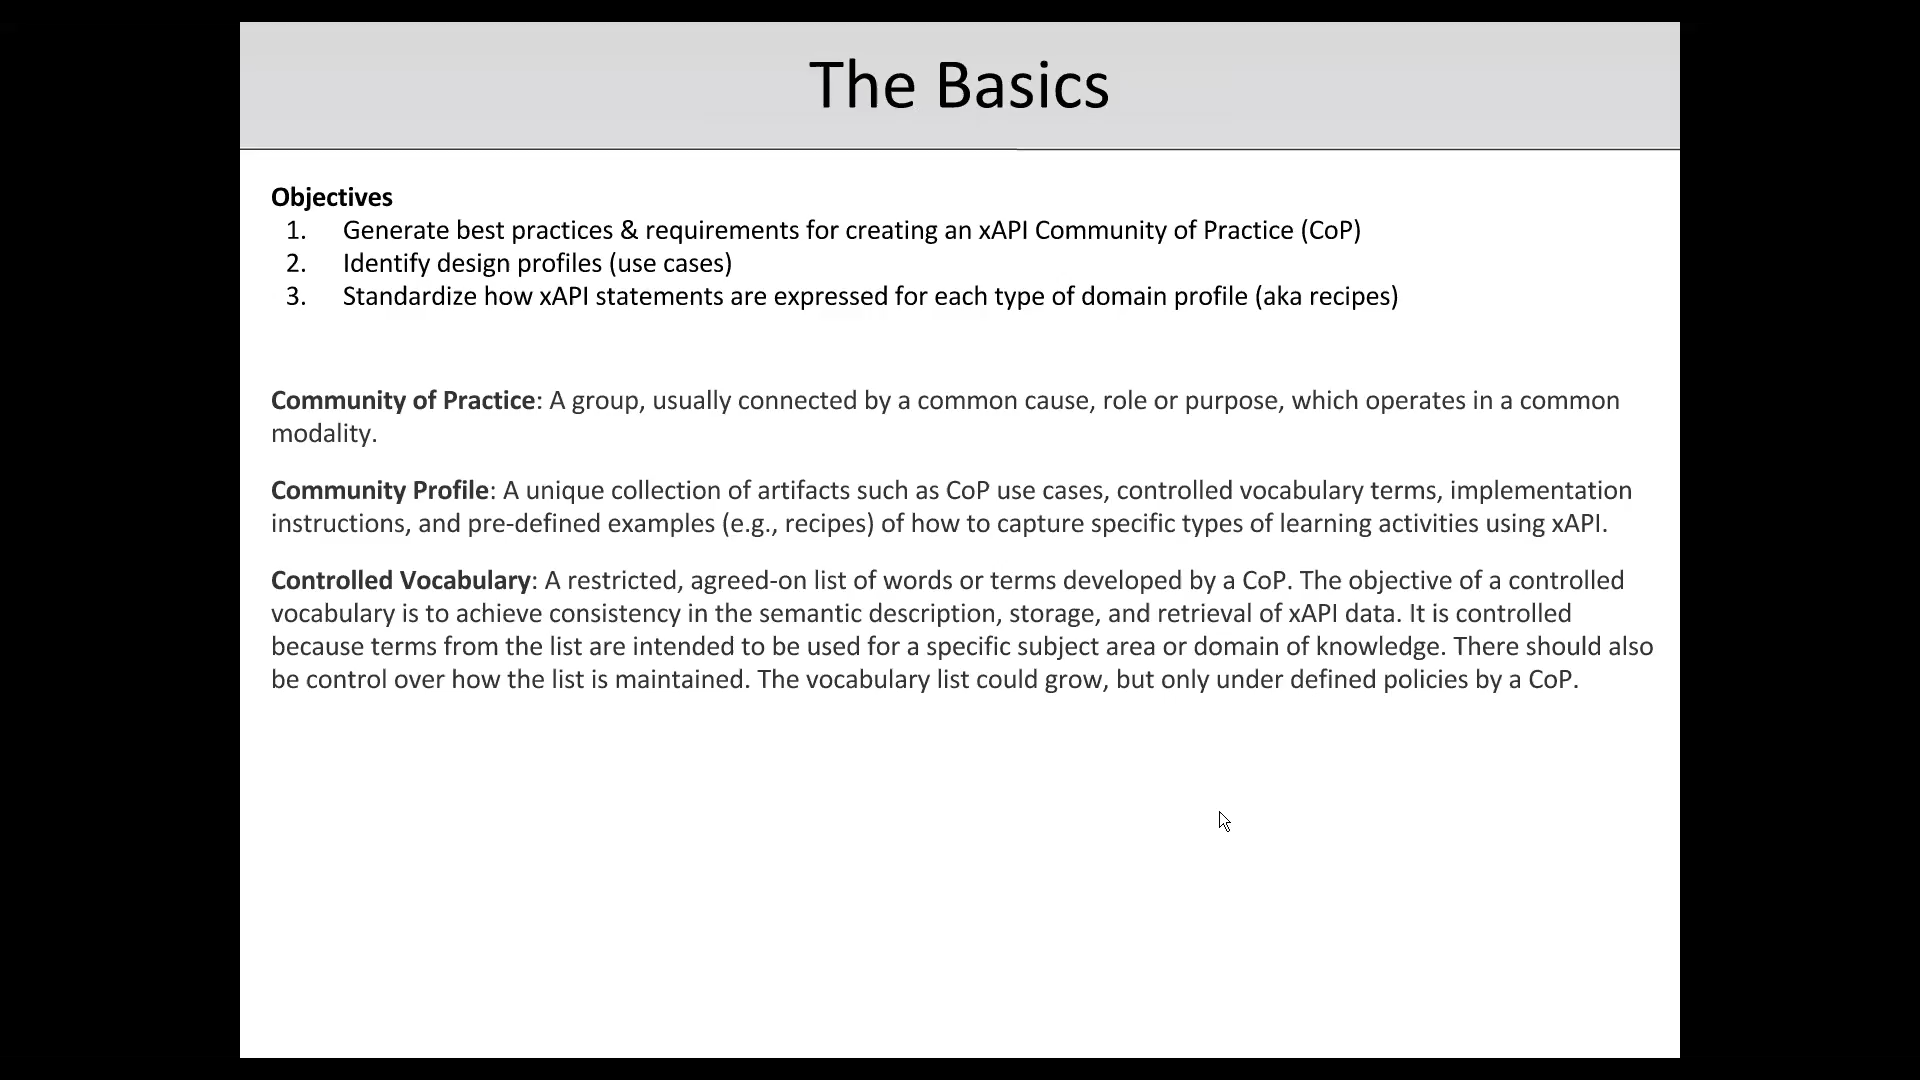 The Basics
Objectives
1. Generate best practices & requirements for creating an xAPI Community of Practice (CoP)
2. Identify design profiles (use cases)
3. Standardize how xAPI statements are expressed for each type of domain profile (aka recipes)
Community of Practice: A group, usually connected by a common cause, role or purpose, which operates in a common
modality.
Community Profile: A unique collection of artifacts such as CoP use cases, controlled vocabulary terms, implementation
instructions, and pre-defined examples (e.g., recipes) of how to capture specific types of learning activities using xAPI.
Controlled Vocabulary: A restricted, agreed-on list of words or terms developed by a CoP. The objective of a controlled
vocabulary is to achieve consistency in the semantic description, storage, and retrieval of xAPI data. It is controlled
because terms from the list are intended to be used for a specific subject area or domain of knowledge. There should also
be control over how the list is maintained. The vocabulary list could grow, but only under defined policies by a CoP.